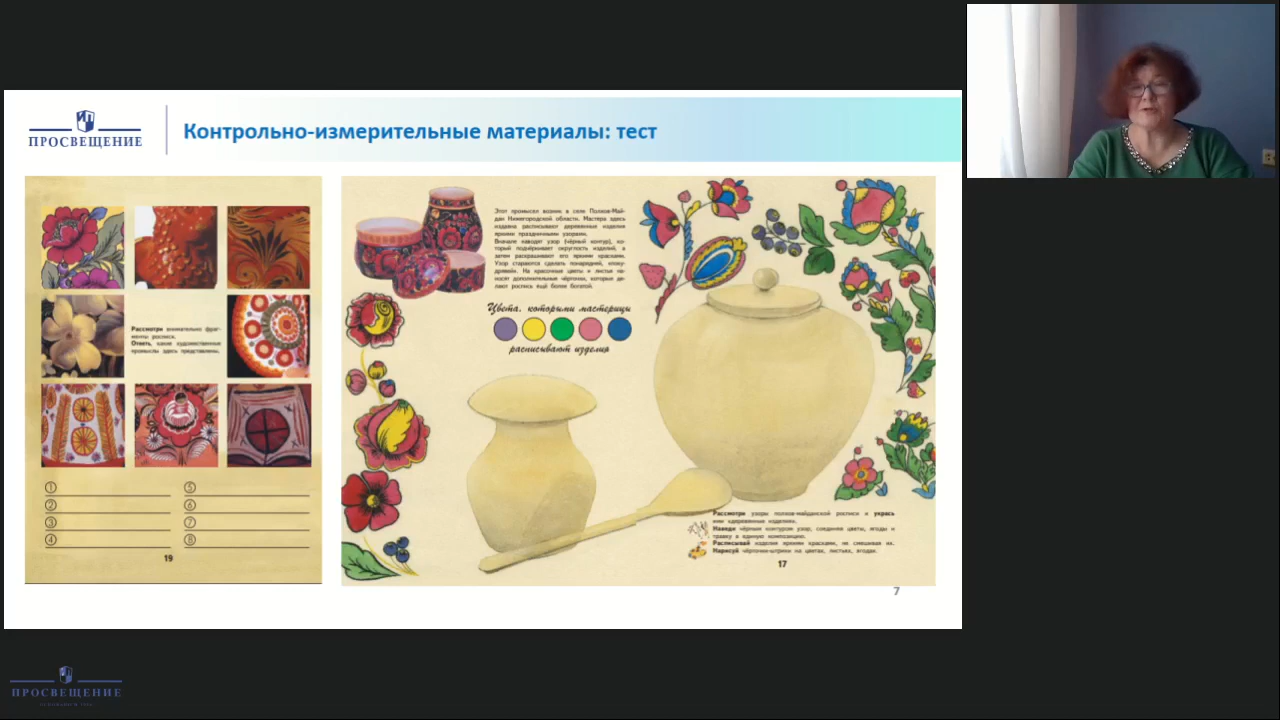 ПРОСВЕЩЕНИЕ
Контрольно-измерительные материалы: тест
Рассмотри внимательно фраг-
менты росписи.
Ответь, какие художественные
промыслы здесь представлены.
1
2
3
4
5
6
7
8
19
Этот промысел возник в селе Полхов-Май-
дан Нижегородской области. Мастера здесь
издавна расписывают деревянные изделия
яркими праздничными узорами.
Вначале наводят узор (чёрный контур), ко-
торый подчёркивает округлость изделий, а
затем раскрашивают его яркими красками.
Узор стараются сделать понарядней, «поку-
дрявей». На красочные цветы и листья на-
носят дополнительные чёрточки, которые де-
лают роспись ещё более богатой.
Цвета, которыми мастерицы
расписывают изделия
Рассмотри узоры полхов-майданской росписи и укрась
ими «деревянные изделия».
Наведи чёрным контуром узор, соединяя цветы, ягоды и
травку в единую композицию.
Расписывай изделия яркими красками, не смешивая их.
Нарисуй чёрточки-штрихи на цветах, листьях, ягодах.
17
7
ПРОСВЕЩЕНИЕ